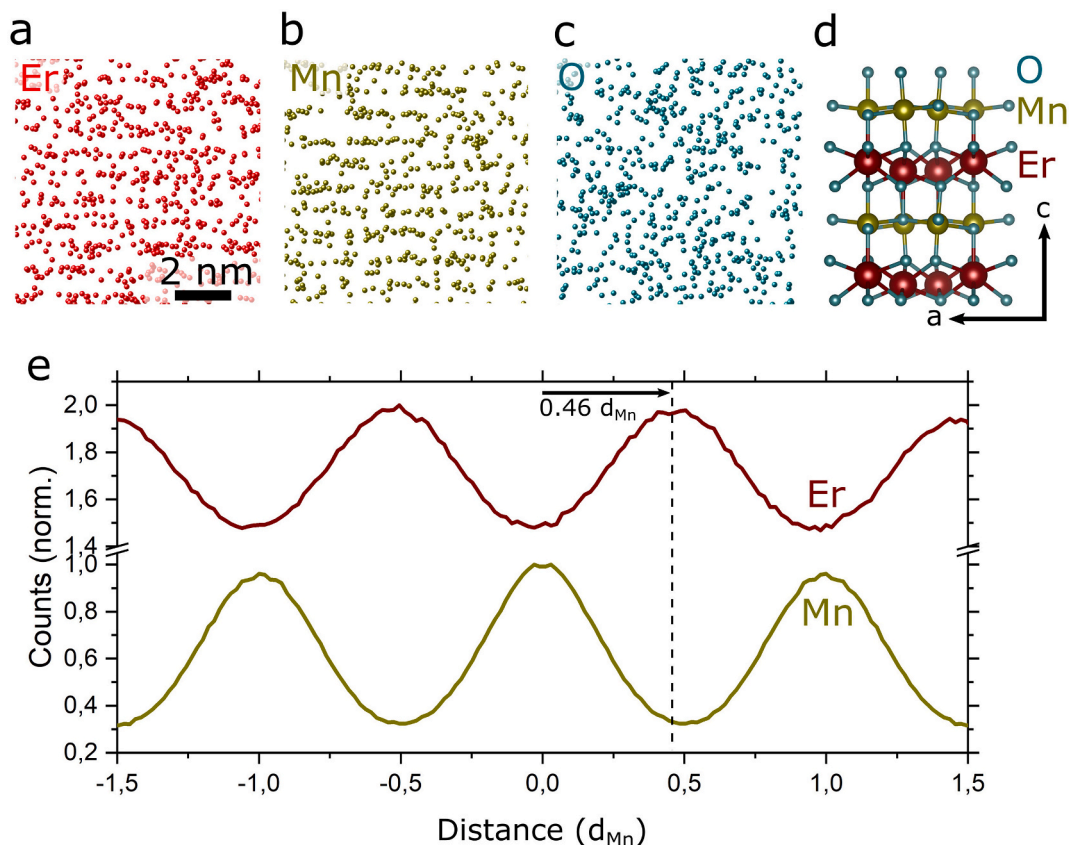 a
b
c
d
Er
Mn
O
O
Mn
Er
2 nm
c
a
e
0.46 dMn
2,0
1,8
1,6
1,4
1,0
0,8
0,6
0,4
0,2
Er
Mn
Counts (norm.)
-1,5 -1,0 -0,5 0,0 0,5 1,0 1,5
Distance (dMn)